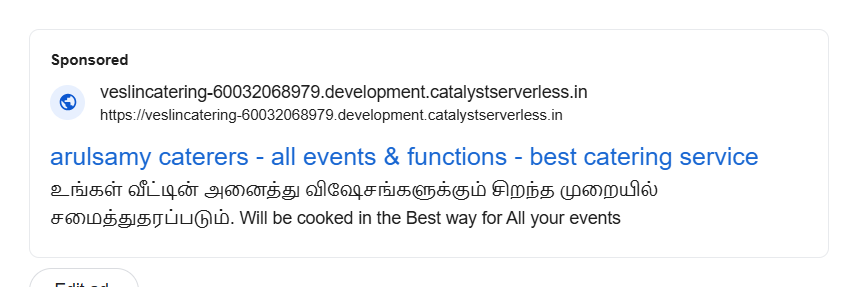 Sponsored
veslincatering-60032068979.development.catalystserverless.in
https://veslincatering-60032068979.development.catalystserverless.in
arulsamy caterers - all events & functions - best catering service
உங்கள் வீட்டின் அனைத்து விஷேசங்களுக்கும் சிறந்த முறையில்
சமைத்துதரப்படும். Will be cooked in the Best way for All your events
Edit ad